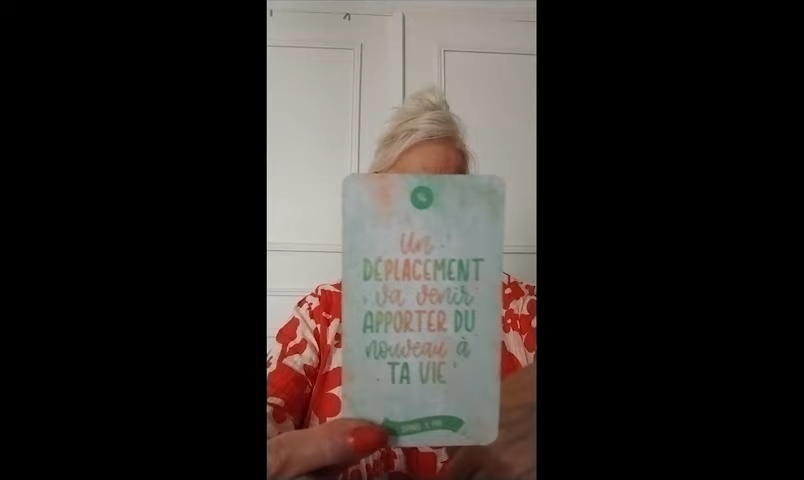 Un
DÉPLACEMENT
va venir
APPORTER DU
nouveau à
TA VIE